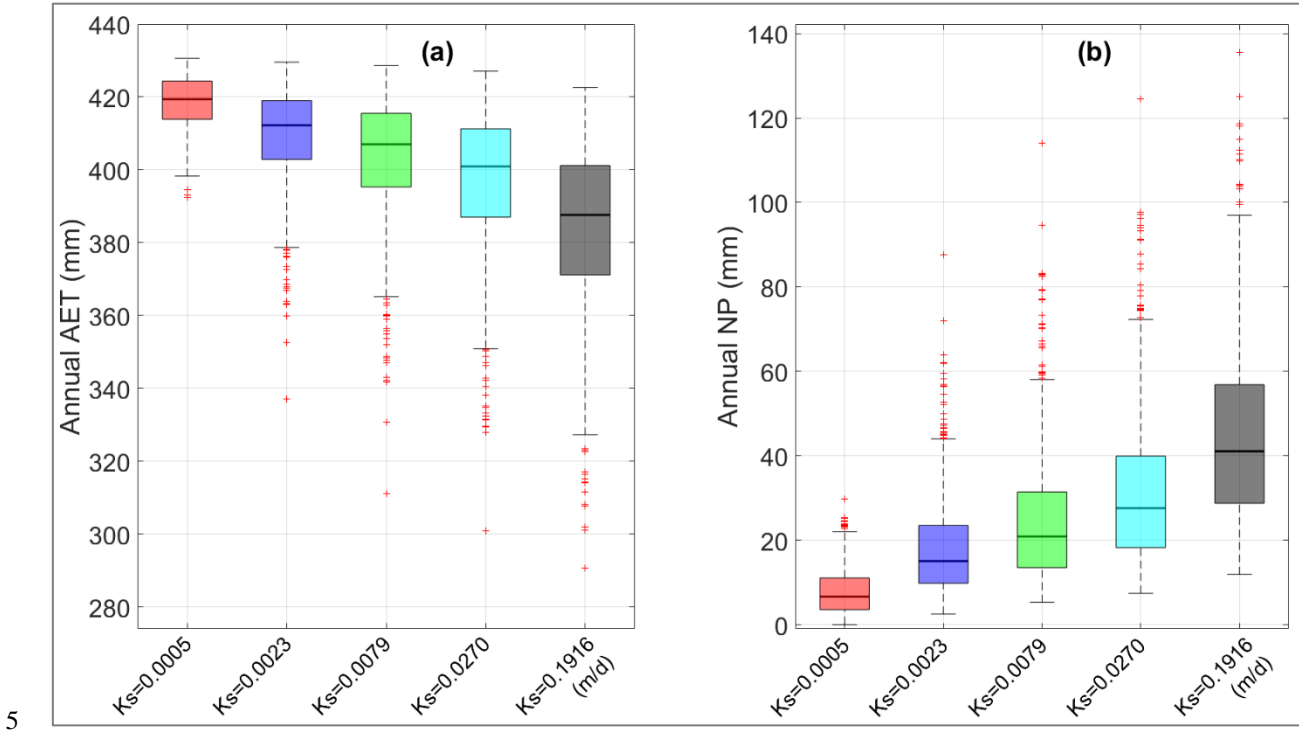 (a)
Annual AET (mm)
440
420
400
380
360
340
320
300
280
Ks=0.0005
Ks=0.0023
Ks=0.0079
Ks=0.0270
Ks=0.1916
(m/d)
(b)
Annual NP (mm)
140
120
100
80
60
40
20
0
Ks=0.0005
Ks=0.0023
Ks=0.0079
Ks=0.0270
Ks=0.1916
(m/d)
5